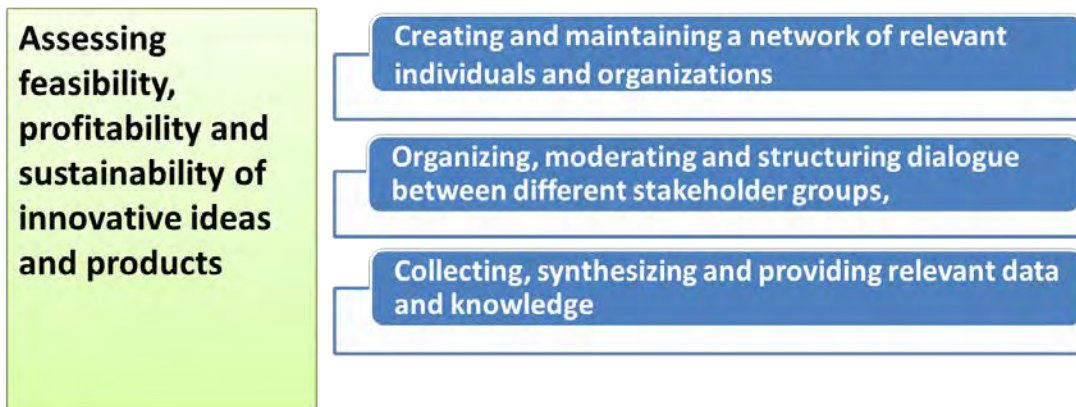 Assessing
feasibility,
profitability and
sustainability of
innovative ideas
and products
Creating and maintaining a network of relevant
individuals and organizations
Organizing, moderating and structuring dialogue
between different stakeholder groups,
Collecting, synthesizing and providing relevant data
and knowledge